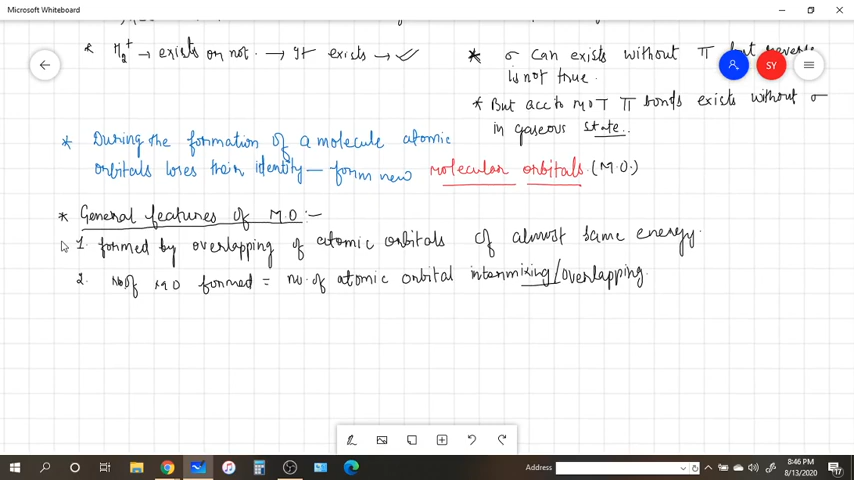 Microsoft Whiteboard
* H₂⁺ → exists or not. → It exists → ✓
* σ can exists without π but reverse
is not true.
* But acc to MOT π bonds exists without σ
in gaseous state..
SY
* During the formation of a molecule atomic
orbitals loses their identity — form new molecular orbitals. (M.O.)
* General features of M.O :-
1. formed by overlapping of atomic orbitals of almost same energy.
2. No. of M.O formed = no. of atomic orbital intermixing/overlapping.
Address
8:46 PM
8/13/2020
17